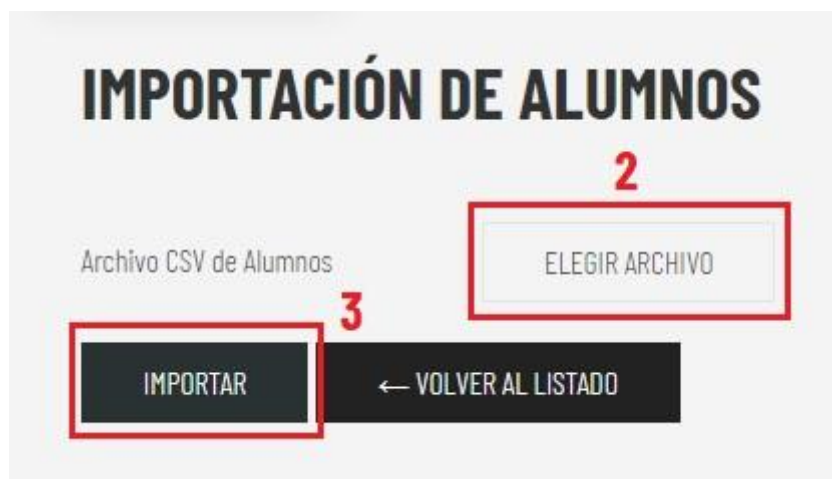 IMPORTACIÓN DE ALUMNOS
2
Archivo CSV de Alumnos
ELEGIR ARCHIVO
3
IMPORTAR
← VOLVER AL LISTADO